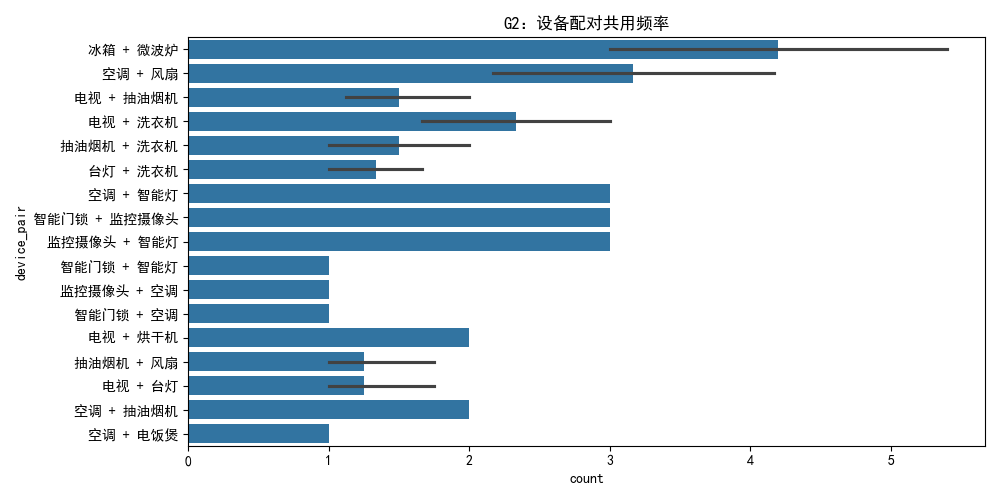 G2：设备配对共用频率
冰箱 + 微波炉
空调 + 风扇
电视 + 抽油烟机
电视 + 洗衣机
抽油烟机 + 洗衣机
台灯 + 洗衣机
空调 + 智能灯
智能门锁 + 监控摄像头
监控摄像头 + 智能灯
智能门锁 + 智能灯
监控摄像头 + 空调
智能门锁 + 空调
电视 + 烘干机
抽油烟机 + 风扇
电视 + 台灯
空调 + 抽油烟机
空调 + 电饭煲
device_pair
0 1 2 3 4 5
count